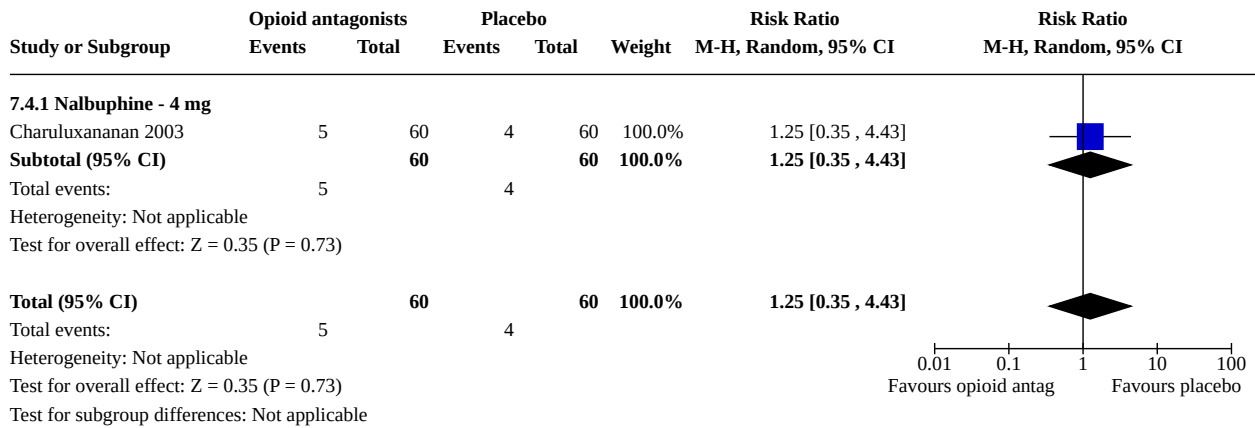 Opioid antagonists Placebo Risk Ratio Risk Ratio
Study or Subgroup Events Total Events Total Weight M-H, Random, 95% CI M-H, Random, 95% CI
7.4.1 Nalbuphine - 4 mg
Charuluxananan 2003 5 60 4 60 100.0% 1.25 [0.35 , 4.43]
Subtotal (95% CI) 60 60 100.0% 1.25 [0.35 , 4.43]
Total events: 5 4
Heterogeneity: Not applicable
Test for overall effect: Z = 0.35 (P = 0.73)
Total (95% CI) 60 60 100.0% 1.25 [0.35 , 4.43]
Total events: 5 4
Heterogeneity: Not applicable
0.01 0.1 1 10 100
Test for overall effect: Z = 0.35 (P = 0.73)
Favours opioid antag Favours placebo
Test for subgroup differences: Not applicable